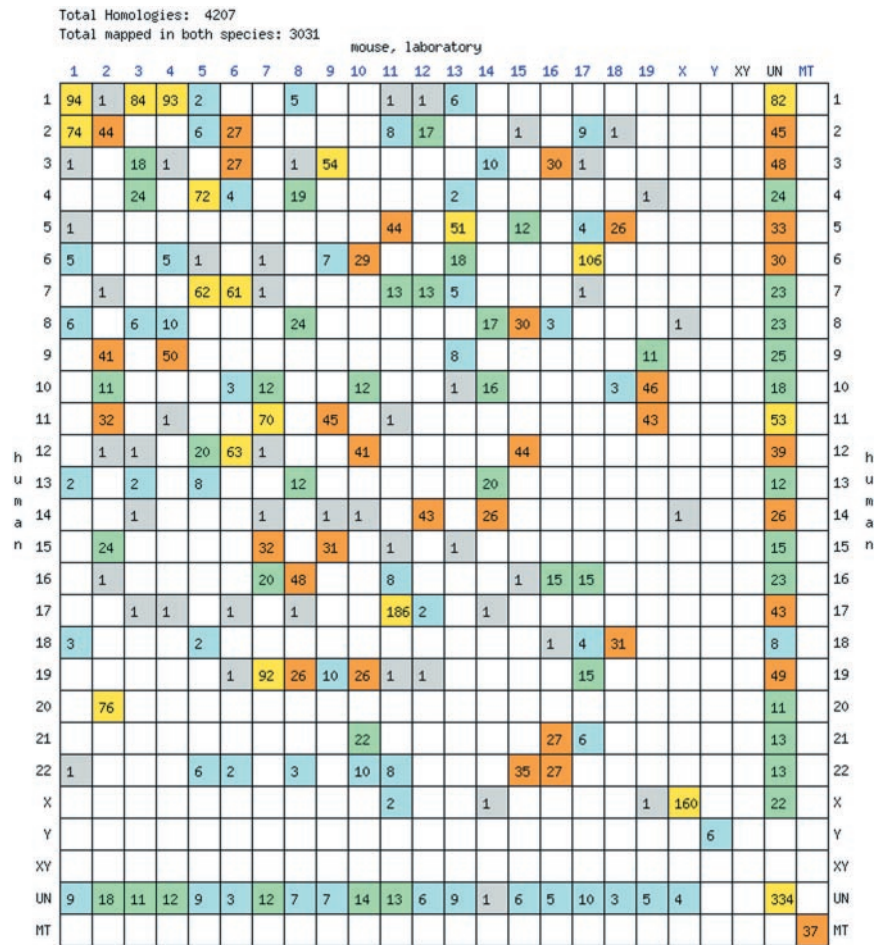 Total Homologies: 4207
Total mapped in both species: 3031
mouse, laboratory
1 2 3 4 5 6 7 8 9 10 11 12 13 14 15 16 17 18 19 X Y XY UN MT
1 94 1 84 93 2 5 1 1 6 82 1
2 74 44 6 27 8 17 1 9 1 45 2
3 1 18 1 27 1 54 10 30 1 48 3
4 24 72 4 19 2 1 24 4
5 1 44 51 12 4 26 33 5
6 5 5 1 1 7 29 18 106 30 6
7 1 62 61 1 13 13 5 1 23 7
8 6 6 10 24 17 30 3 1 23 8
9 41 50 8 11 25 9
10 11 3 12 12 1 16 3 46 18 10
11 32 1 70 45 1 43 53 11
12 1 1 20 63 1 41 44 39 12
13 2 2 8 12 20 12 13
14 1 1 1 1 43 26 1 26 14
15 24 32 31 1 1 15 15
16 1 20 48 8 1 15 15 23 16
17 1 1 1 1 186 2 1 43 17
18 3 2 1 4 31 8 18
19 1 92 26 10 26 1 1 15 49 19
20 76 11 20
21 22 27 6 13 21
22 1 6 2 3 10 8 35 27 13 22
X 2 1 1 160 22 X
Y 6 Y
XY XY
UN 9 18 11 12 9 3 12 7 7 14 13 6 9 1 6 5 10 3 5 4 334 UN
MT 37 MT
human
human